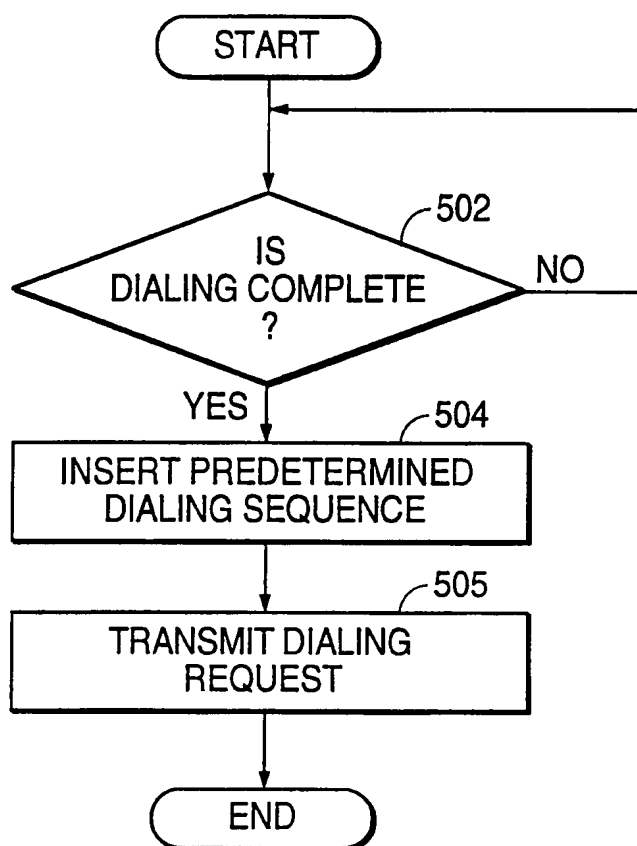 START
502
IS
DIALING COMPLETE
?
NO
YES
504
INSERT PREDETERMINED
DIALING SEQUENCE
505
TRANSMIT DIALING
REQUEST
END